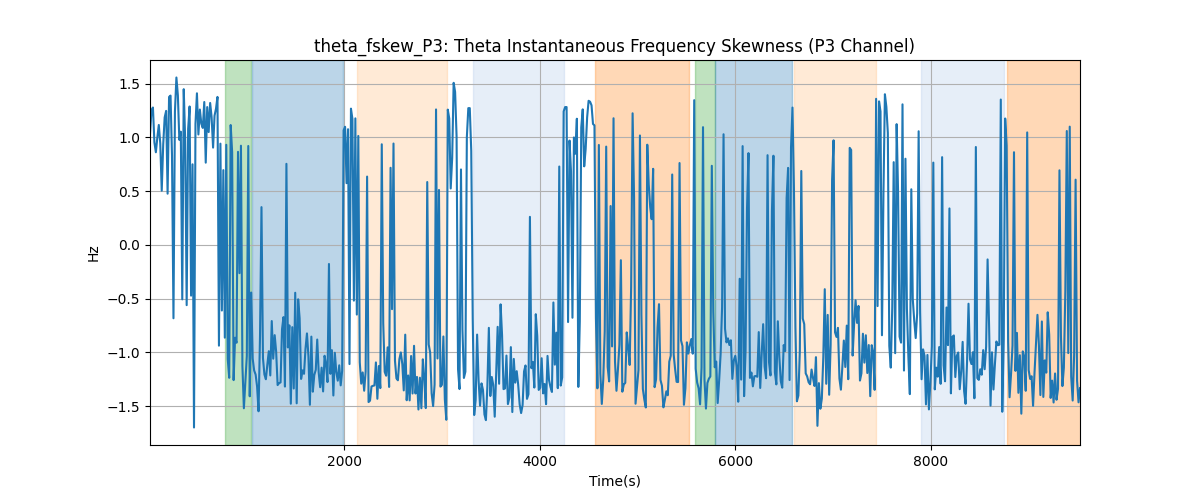 theta_fskew_P3: Theta Instantaneous Frequency Skewness (P3 Channel)
1.5
1.0
0.5
0.0
−0.5
−1.0
−1.5
Hz
2000 4000 6000 8000
Time(s)